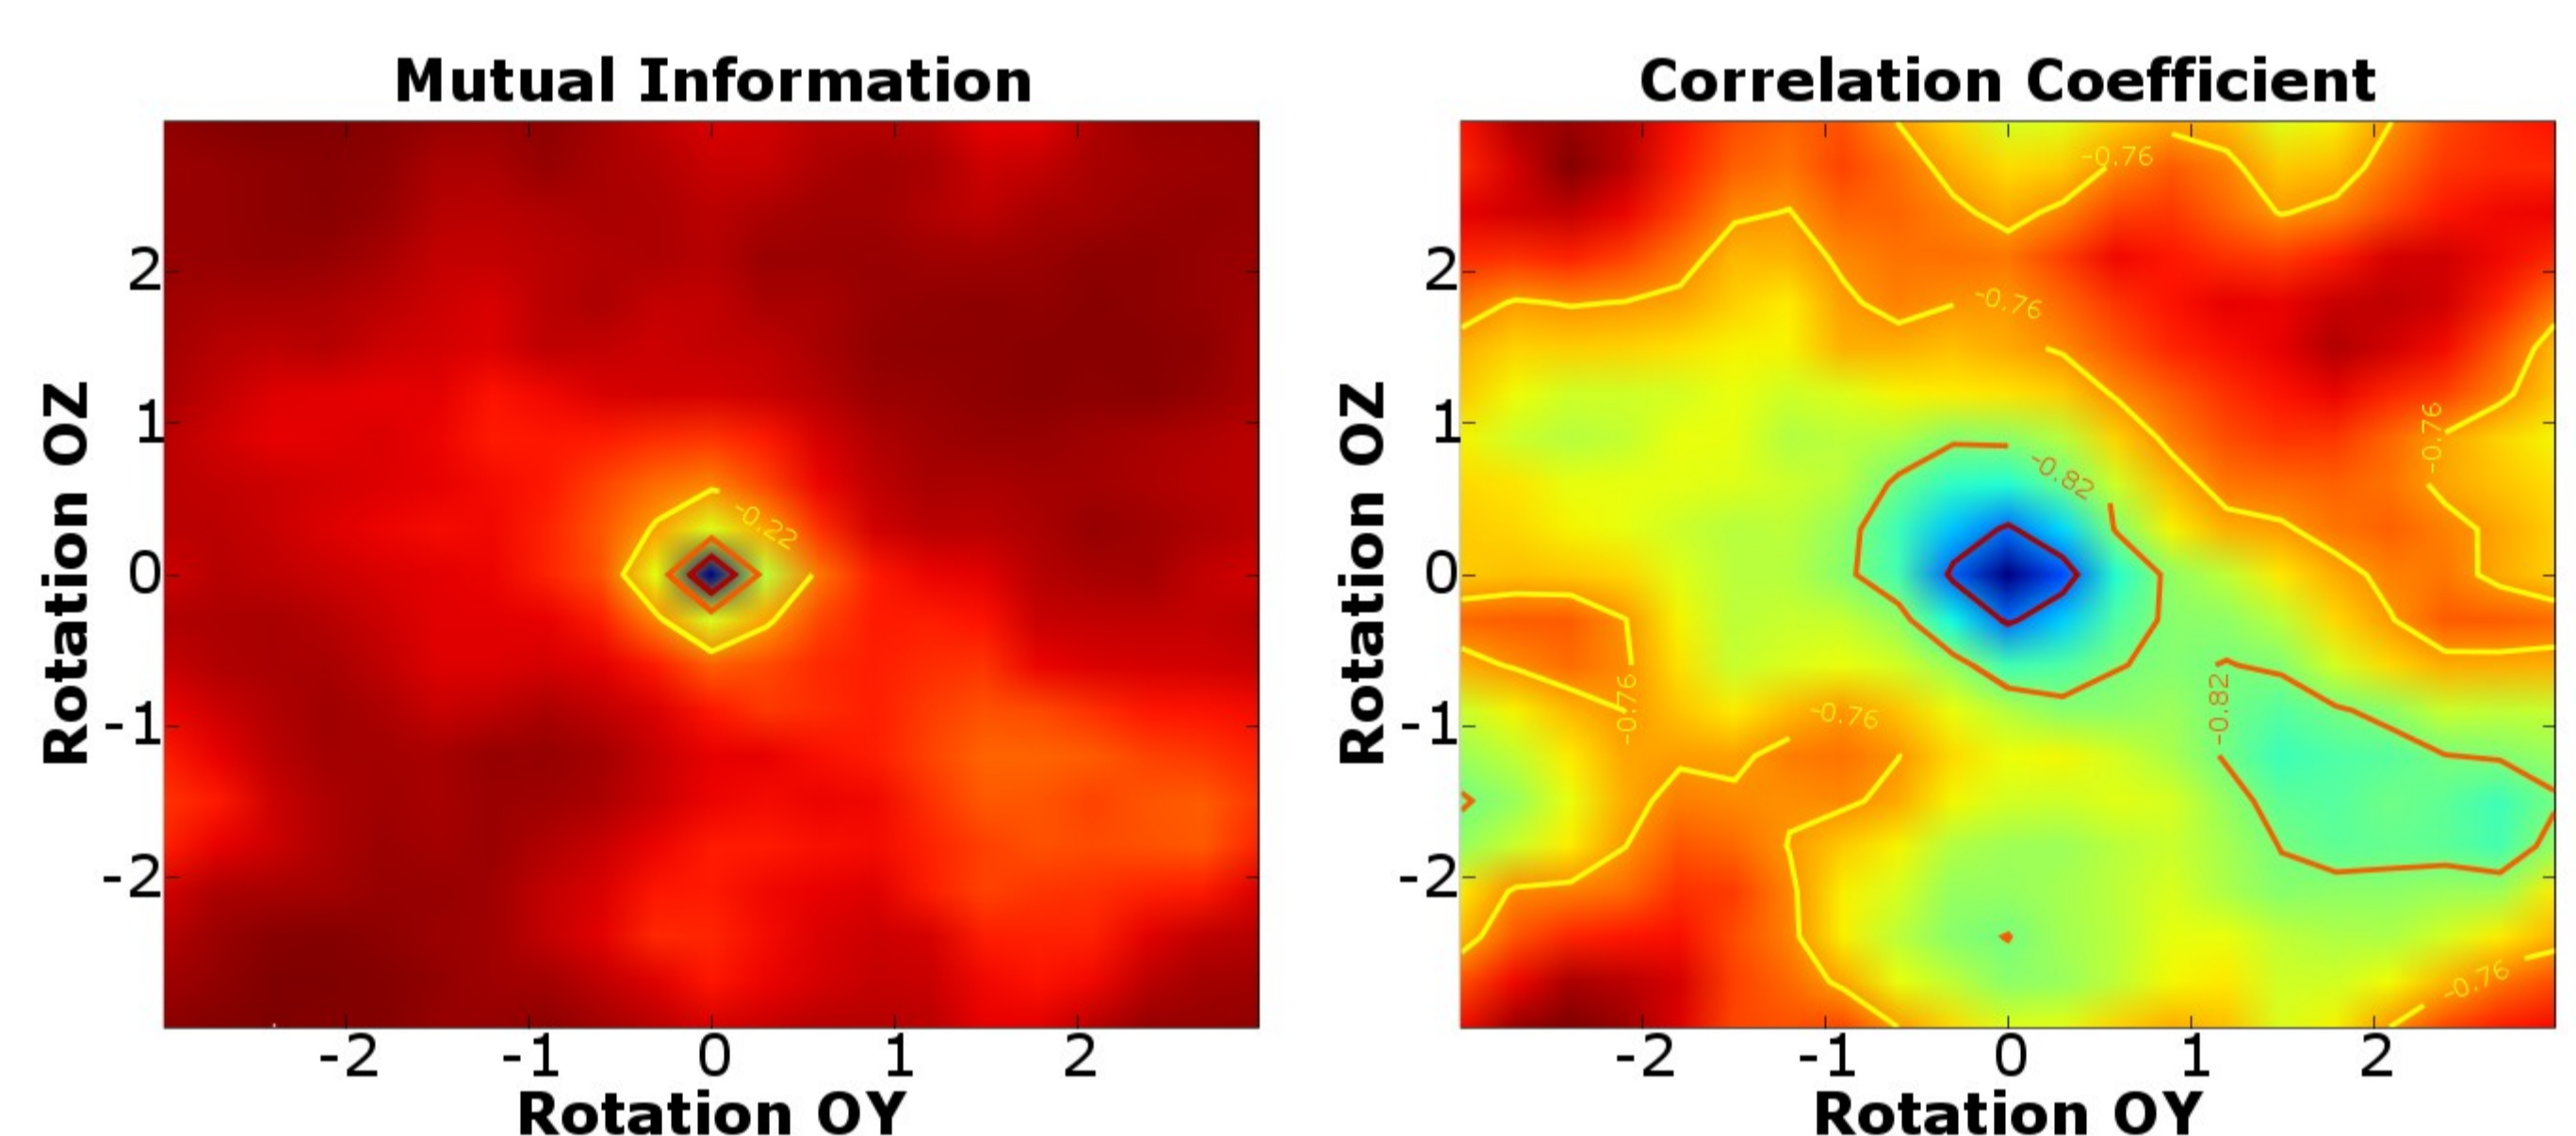 Mutual Information
Rotation OZ
2
1
0
-1
-2
-0.22
-2 -1 0 1 2
Rotation OY
Correlation Coefficient
Rotation OZ
2
1
0
-1
-2
-0.76
-0.76
-0.82
-0.76
-0.76
-0.76
-0.82
-0.76
-2 -1 0 1 2
Rotation OY